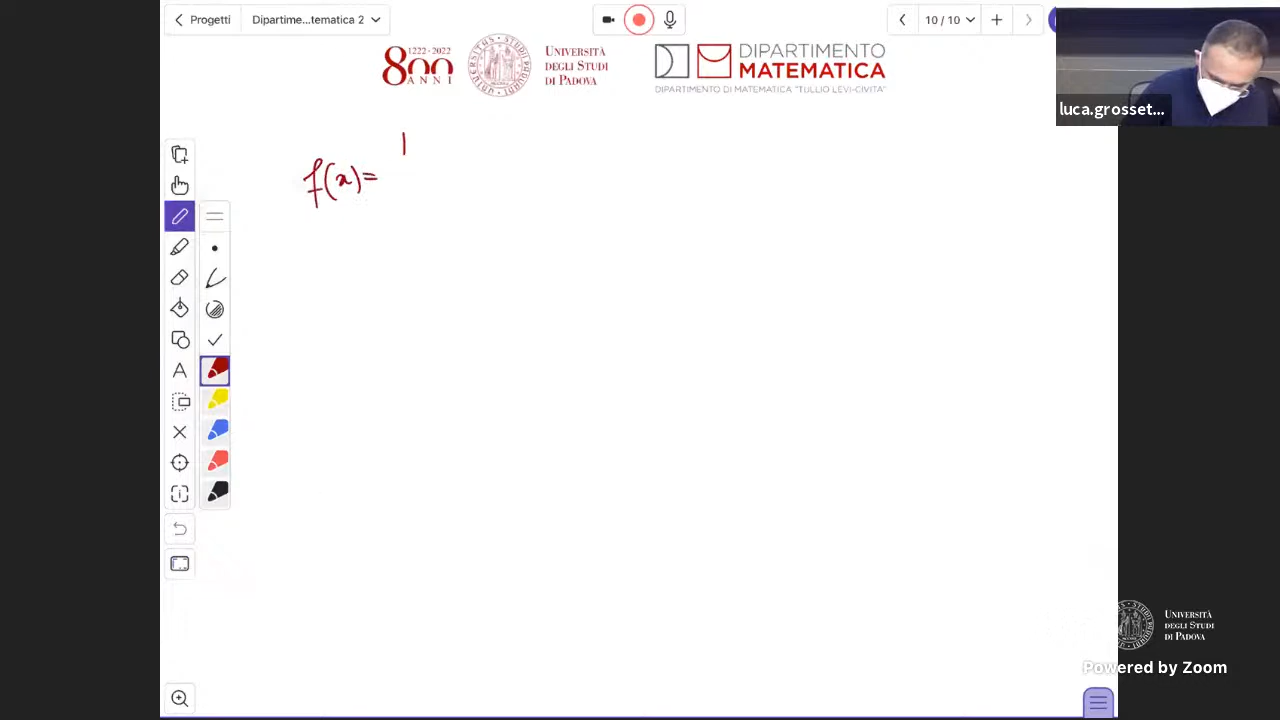 Progetti
Dipartime...tematica 2
10 / 10
1222-2022
800
ANNI
UNIVERSITÀ
DEGLI STUDI
DI PADOVA
DIPARTIMENTO
MATEMATICA
DIPARTIMENTO DI MATEMATICA "TULLIO LEVI-CIVITA"
luca.grosset...
f(x)=
UNIVERSITÀ
DEGLI STUDI
DI PADOVA
Powered by Zoom